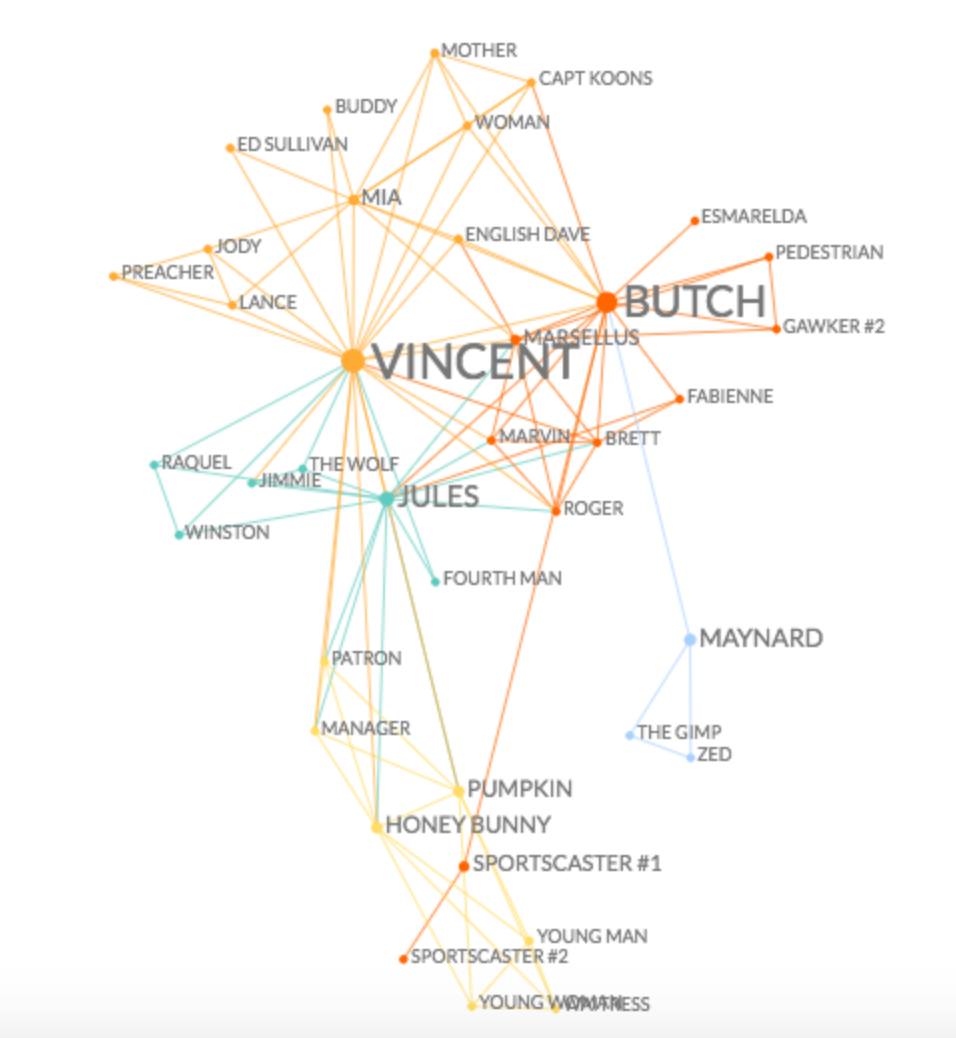 MOTHER
CAPT KOONS
BUDDY
WOMAN
ED SULLIVAN
MIA
ESMARELDA
ENGLISH DAVE
JODY
PEDESTRIAN
PREACHER
LANCE
BUTCH
GAWKER #2
MARSELLUS
VINCENT
FABIENNE
MARVIN
BRETT
RAQUEL
THE WOLF
JIMMIE
JULES
ROGER
WINSTON
FOURTH MAN
MAYNARD
PATRON
MANAGER
THE GIMP
ZED
PUMPKIN
HONEY BUNNY
SPORTSCASTER #1
YOUNG MAN
SPORTSCASTER #2
YOUNG WOMAN
WAITRESS